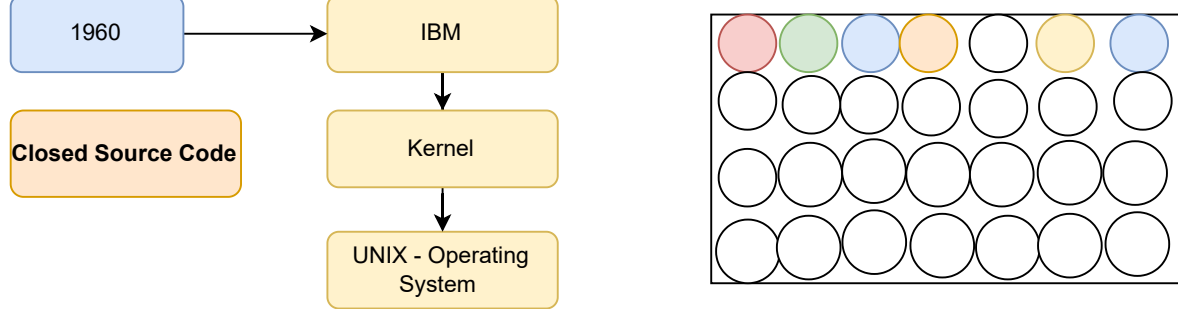 1960
IBM
Closed Source Code
Kernel
UNIX - Operating
System